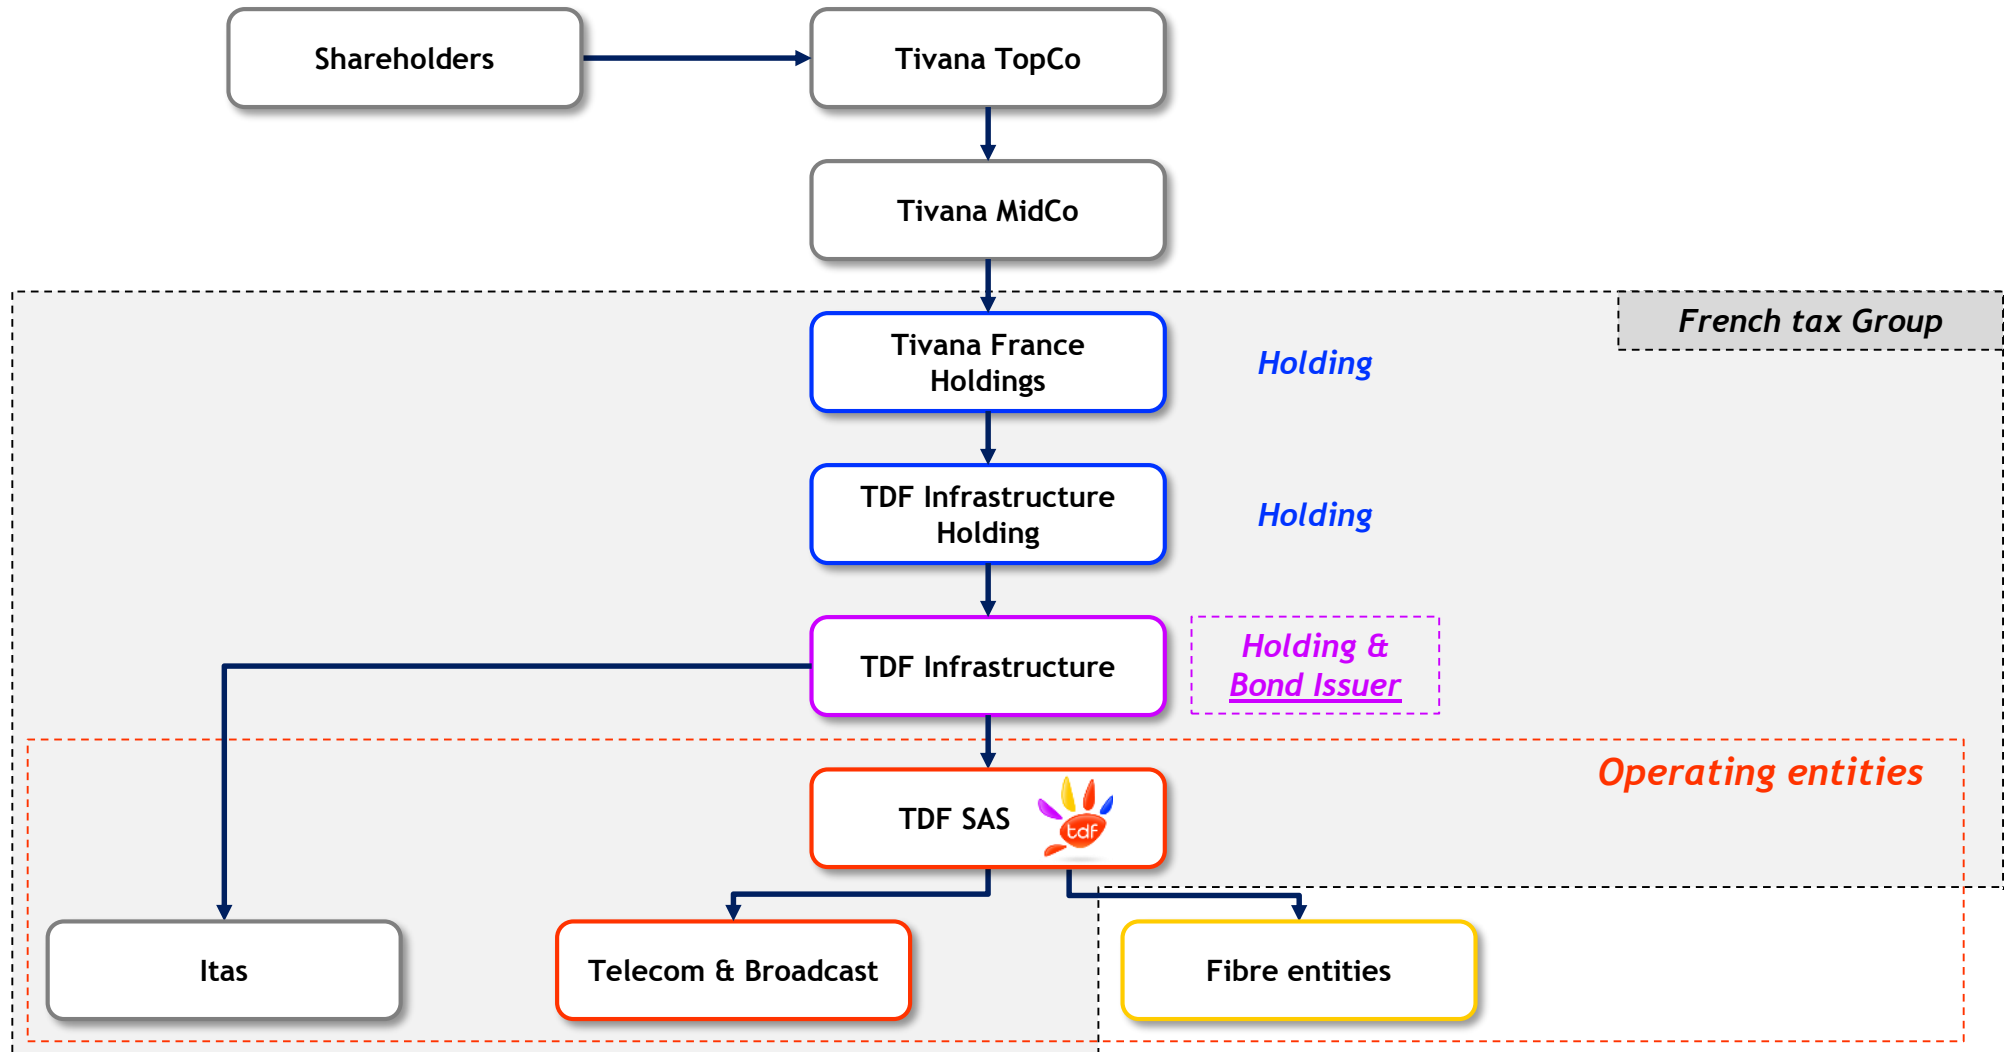 Shareholders
Tivana TopCo
Tivana MidCo
French tax Group
Tivana France
Holdings
Holding
TDF Infrastructure
Holding
Holding
TDF Infrastructure
Holding &
Bond Issuer
Operating entities
TDF SAS
tdf
Itas
Telecom & Broadcast
Fibre entities